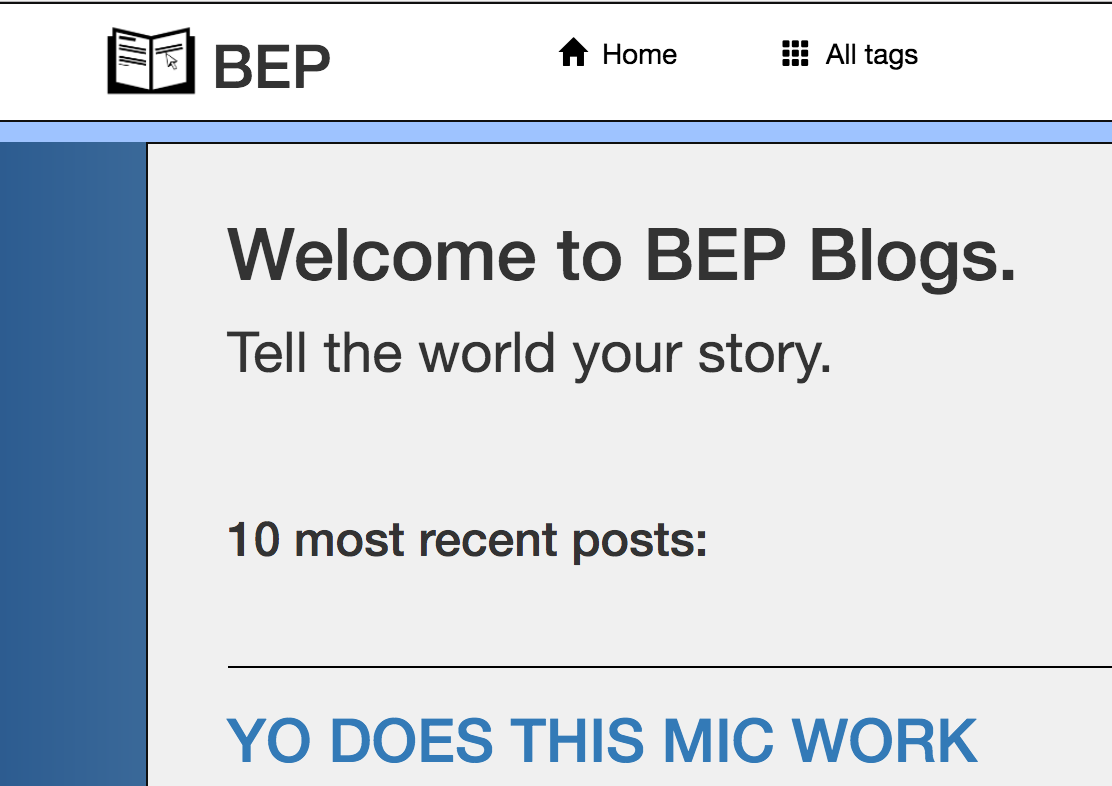 BEP
Home
All tags
Welcome to BEP Blogs.
Tell the world your story.
10 most recent posts:
YO DOES THIS MIC WORK